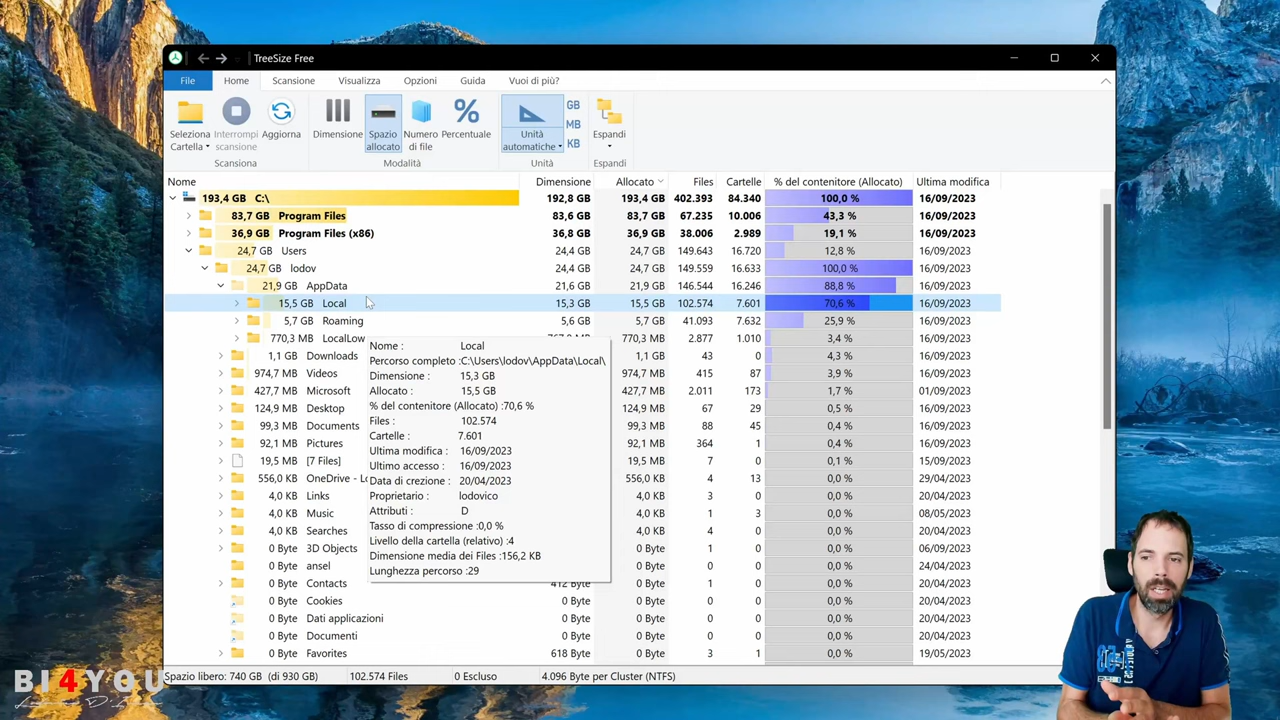 TreeSize Free
File Home Scansione Visualizza Opzioni Guida Vuoi di più?
Seleziona Cartella
Interrompi scansione
Aggiorna
Dimensione
Spazio allocato
Numero di file
Percentuale
Unità automatiche
GB
MB
KB
Espandi
Scansiona Modalità Unità Espandi
Nome Dimensione Allocato Files Cartelle % del contenitore (Allocato) Ultima modifica
193,4 GB C:\ 192,8 GB 193,4 GB 402.393 84.340 100,0 % 16/09/2023
83,7 GB Program Files 83,6 GB 83,7 GB 67.235 10.006 43,3 % 16/09/2023
36,9 GB Program Files (x86) 36,8 GB 36,9 GB 38.006 2.989 19,1 % 16/09/2023
24,7 GB Users 24,4 GB 24,7 GB 149.643 16.720 12,8 % 16/09/2023
24,7 GB lodov 24,4 GB 24,7 GB 149.559 16.633 100,0 % 16/09/2023
21,9 GB AppData 21,6 GB 21,9 GB 146.544 16.246 88,8 % 16/09/2023
15,5 GB Local 15,3 GB 15,5 GB 102.574 7.601 70,6 % 16/09/2023
5,7 GB Roaming 5,6 GB 5,7 GB 41.093 7.632 25,9 % 16/09/2023
770,3 MB LocalLow 770,3 MB 2.877 1.010 3,4 % 16/09/2023
1,1 GB Downloads 1,1 GB 43 0 4,3 % 16/09/2023
974,7 MB Videos 974,7 MB 415 87 3,9 % 16/09/2023
427,7 MB Microsoft 427,7 MB 2.011 173 1,7 % 01/09/2023
124,9 MB Desktop 124,9 MB 67 29 0,5 % 16/09/2023
99,3 MB Documents 99,3 MB 88 45 0,4 % 16/09/2023
92,1 MB Pictures 92,1 MB 364 1 0,4 % 16/09/2023
19,5 MB [7 Files] 19,5 MB 7 0 0,1 % 15/09/2023
556,0 KB OneDrive - 556,0 KB 4 13 0,0 % 29/04/2023
4,0 KB Links 4,0 KB 3 0 0,0 % 20/04/2023
4,0 KB Music 4,0 KB 1 3 0,0 % 08/05/2023
4,0 KB Searches 4,0 KB 4 0 0,0 % 20/04/2023
0 Byte 3D Objects 0 Byte 1 0 0,0 % 06/09/2023
0 Byte ansel 0 Byte 0 0 0,0 % 24/04/2023
0 Byte Contacts 412 Byte 0 Byte 1 0 0,0 % 20/04/2023
0 Byte Cookies 0 Byte 0 Byte 0 0 0,0 % 20/04/2023
0 Byte Dati applicazioni 0 Byte 0 Byte 0 0 0,0 % 20/04/2023
0 Byte Documenti 0 Byte 0 Byte 0 0 0,0 % 20/04/2023
0 Byte Favorites 618 Byte 0 Byte 3 1 0,0 % 19/05/2023
Nome : Local
Percorso completo :C:\Users\lodov\AppData\Local\
Dimensione : 15,3 GB
Allocato : 15,5 GB
% del contenitore (Allocato) :70,6 %
Files : 102.574
Cartelle : 7.601
Ultima modifica : 16/09/2023
Ultimo accesso : 16/09/2023
Data di crezione : 20/04/2023
Proprietario : lodovico
Attributi : D
Tasso di compressione :0,0 %
Livello della cartella (relativo) :4
Dimensione media dei Files :156,2 KB
Lunghezza percorso :29
Spazio libero: 740 GB (di 930 GB) 102.574 Files 0 Escluso 4.096 Byte per Cluster (NTFS)
BI4YOU